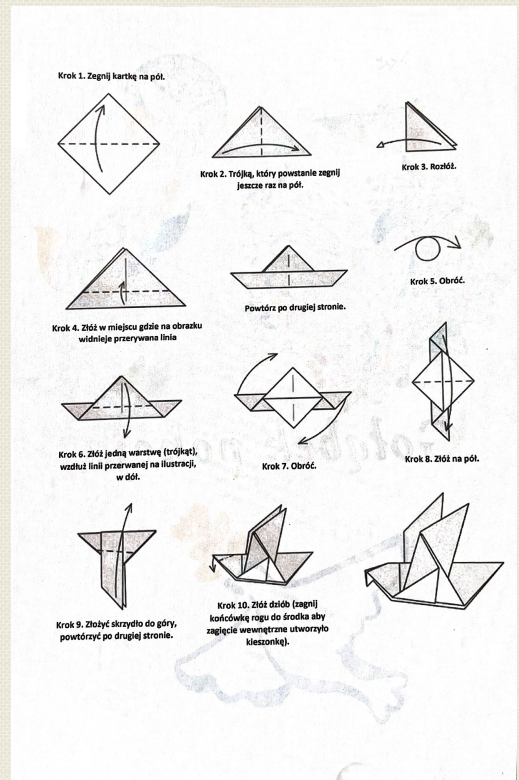 Krok 1. Zegnij kartkę na pół.
Krok 2. Trójką, który powstanie zegnij
jeszcze raz na pół.
Krok 3. Rozłóż.
Krok 4. Złóż w miejscu gdzie na obrazku
widnieje przerywana linia
Powtórz po drugiej stronie.
Krok 5. Obróć.
Krok 6. Złóż jedną warstwę (trójkąt),
wzdłuż linii przerwanej na ilustracji,
w dół.
Krok 7. Obróć.
Krok 8. Złóż na pół.
Krok 9. Złożyć skrzydło do góry,
powtórzyć po drugiej stronie.
Krok 10. Złóż dziób (zagnij
końcówkę rogu do środka aby
zagięcie wewnętrzne utworzyło
kieszonkę).